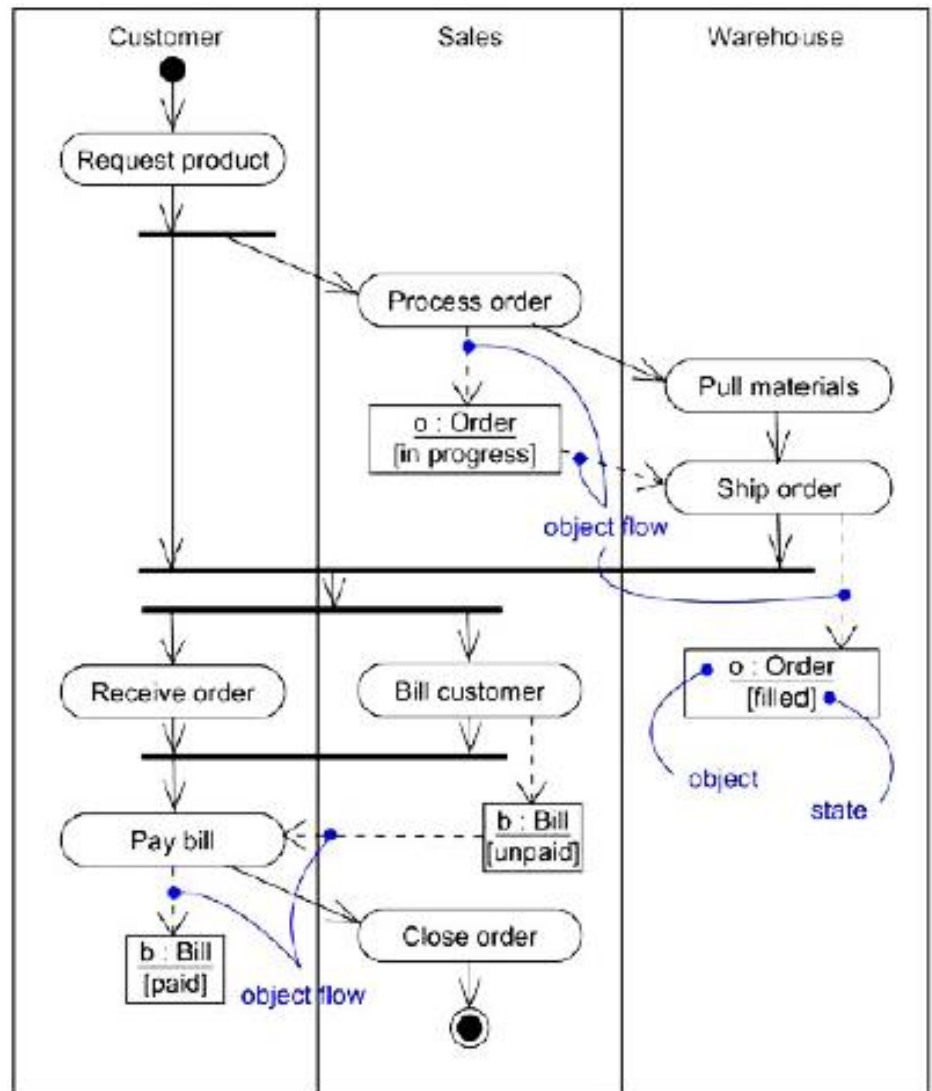 Customer
Sales
Warehouse
Request product
Process order
Pull materials
o : Order
[in progress]
Ship order
object flow
o : Order
[filled]
Receive order
Bill customer
object
state
b : Bill
[unpaid]
Pay bill
Close order
b : Bill
[paid]
object flow